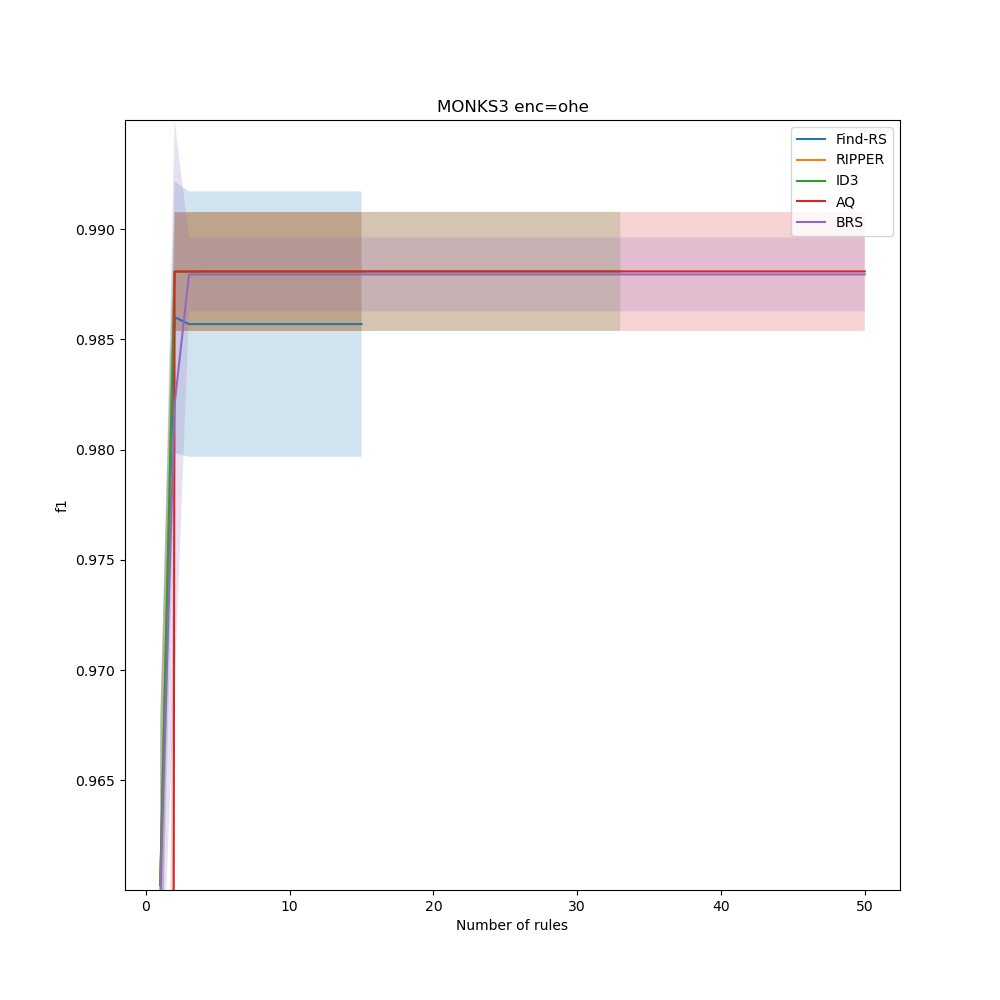 MONKS3 enc=ohe
Find-RS
RIPPER
ID3
AQ
BRS
0.990
0.985
0.980
0.975
0.970
0.965
f1
0 10 20 30 40 50
Number of rules